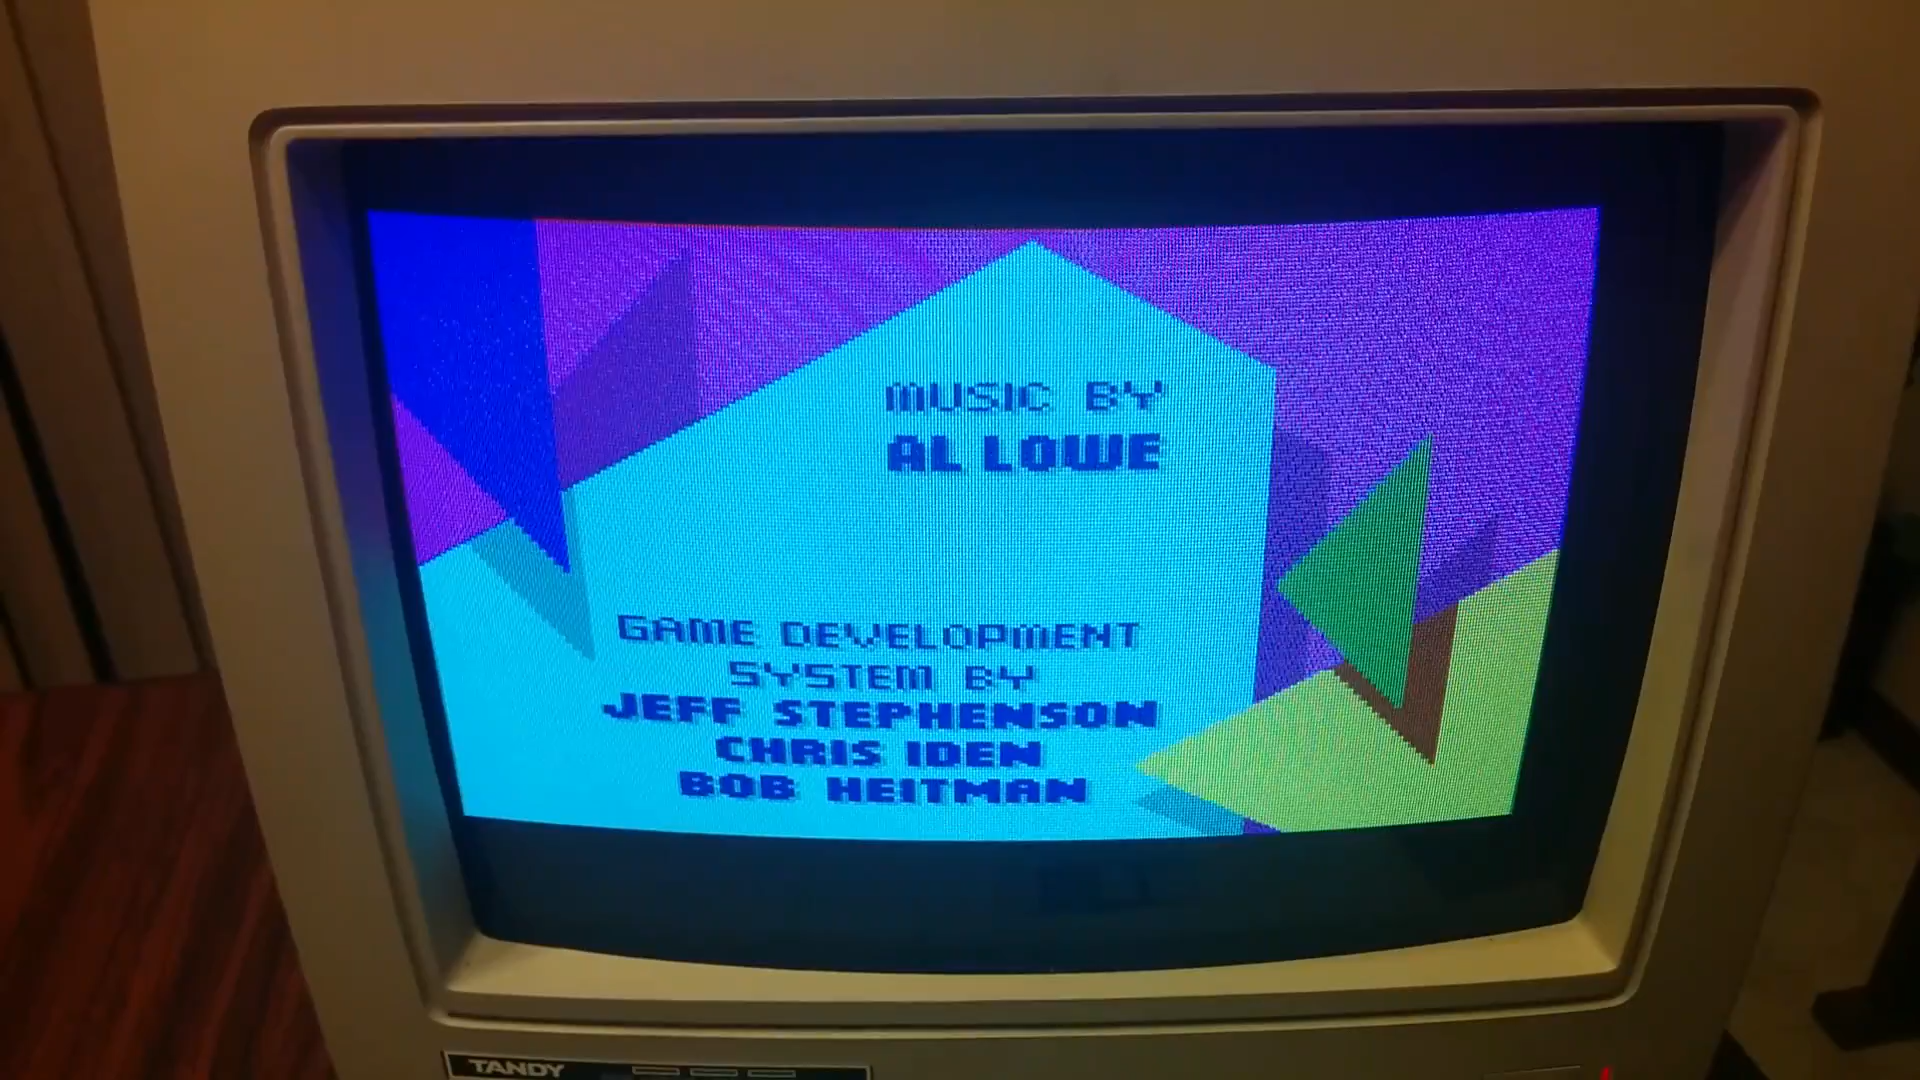 MUSIC BY
AL LOWE
GAME DEVELOPMENT
SYSTEM BY
JEFF STEPHENSON
CHRIS IDEN
BOB HEITMAN
TANDY